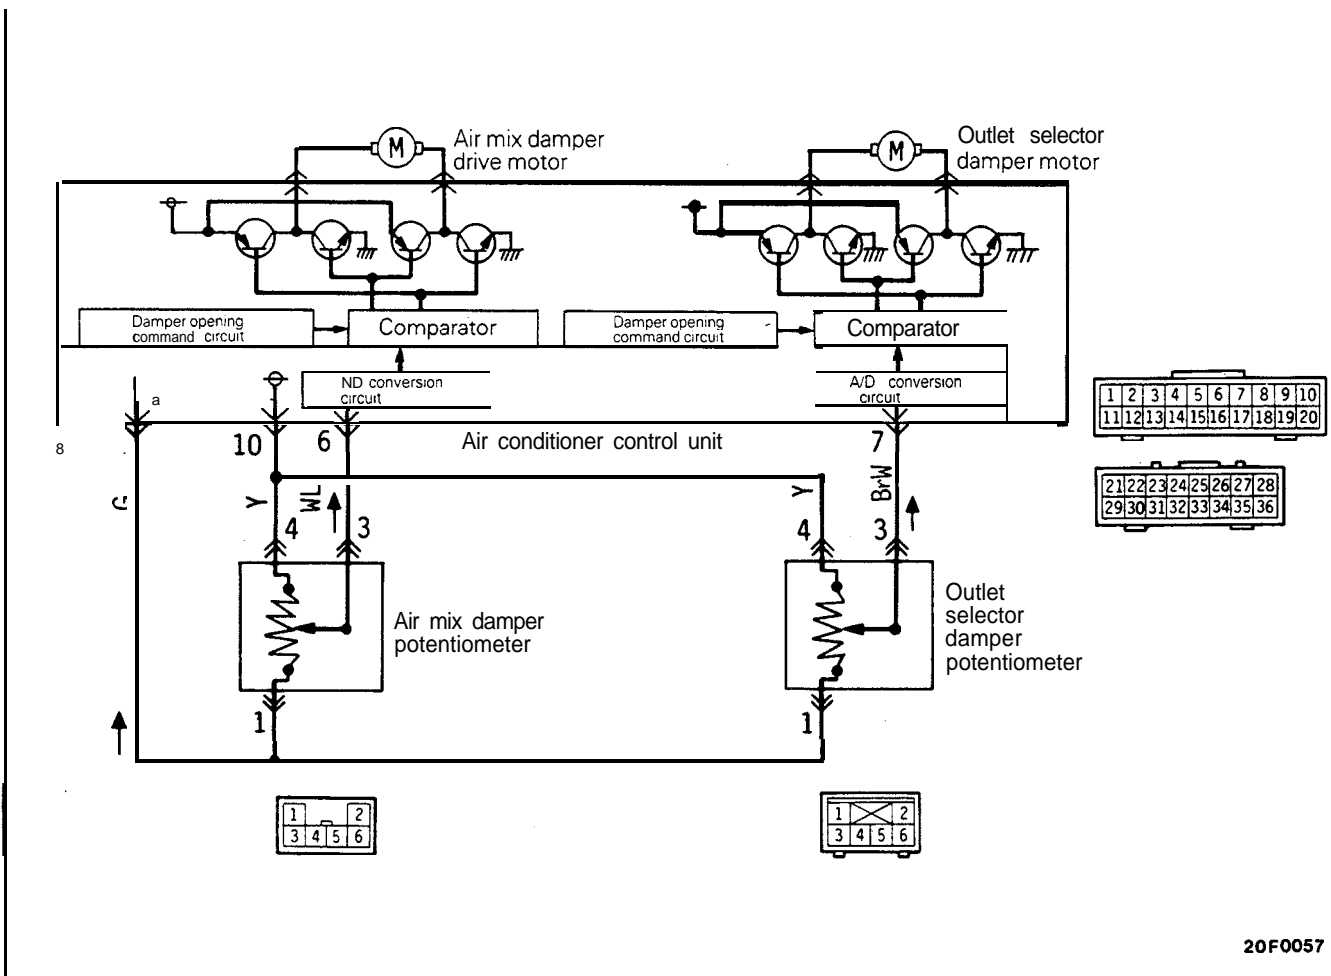 Air mix damper
drive motor
M
Outlet selector
damper motor
M
Damper opening
command circuit
Comparator
Damper opening
command circuit
Comparator
ND conversion
circuit
A/D conversion
circuit
a
8
10
6
Air conditioner control unit
7
1 2 3 4 5 6 7 8 9 10
11 12 13 14 15 16 17 18 19 20
21 22 23 24 25 26 27 28
29 30 31 32 33 34 35 36
Y
WL
Y
BrW
4
3
4
3
Air mix damper
potentiometer
Outlet
selector
damper
potentiometer
1
1
1 2
3 4 5 6
1 2
3 4 5 6
20F0057